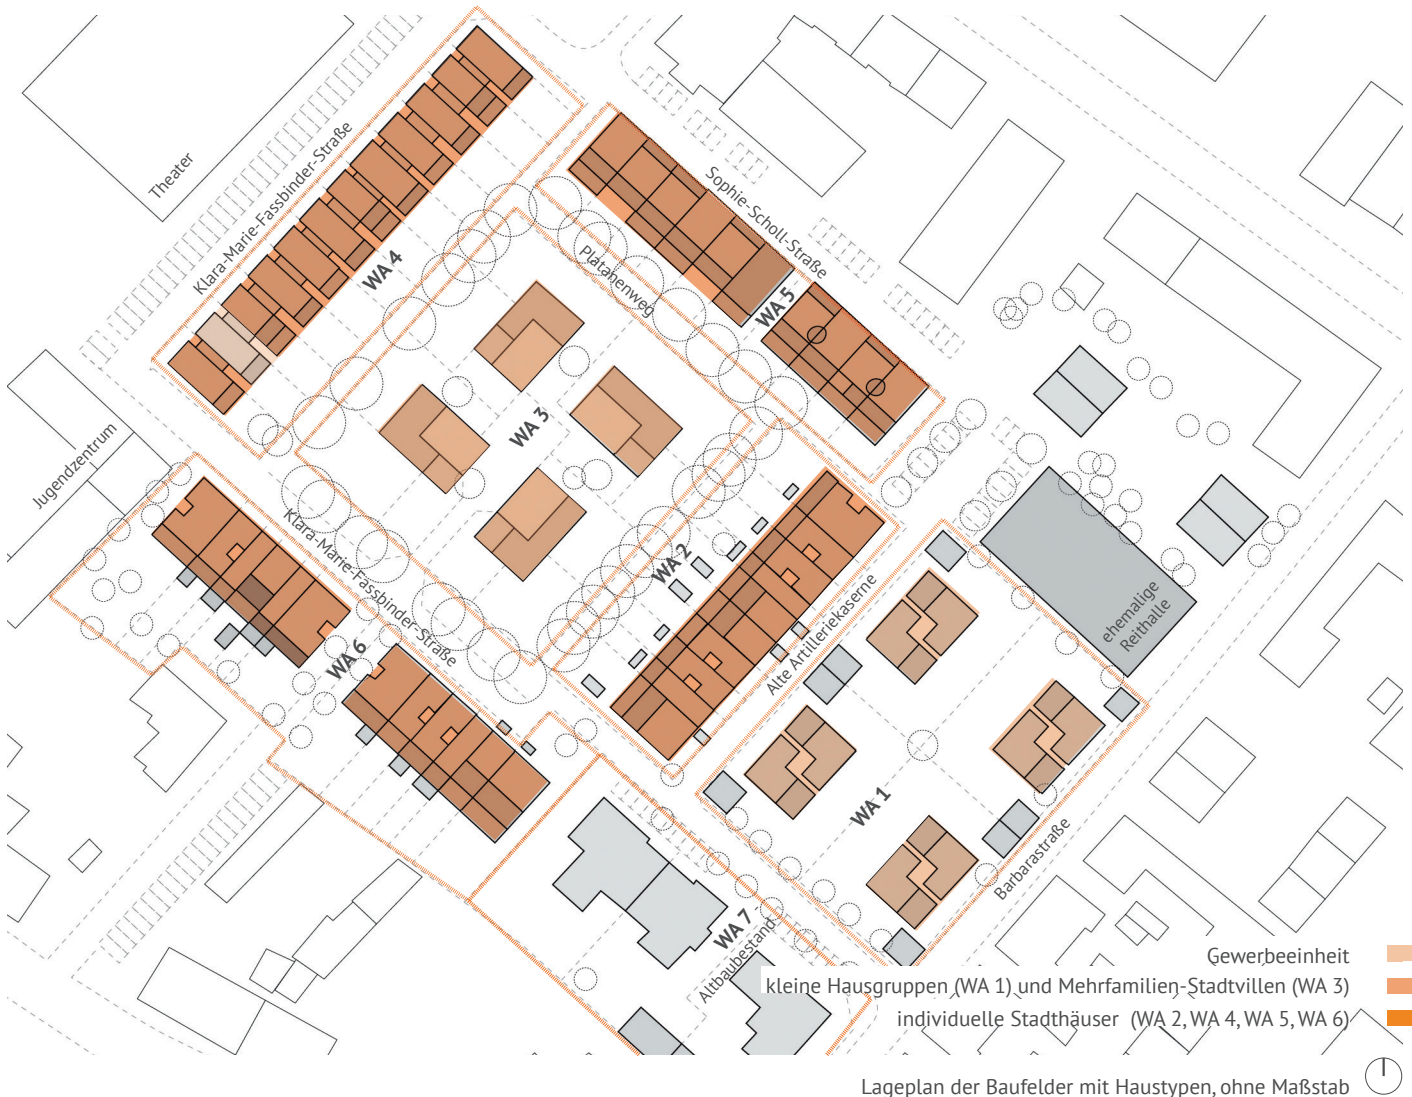 Theater
Klara-Marie-Fassbinder-Straße
WA 4
Sophie-Scholl-Straße
Platanenweg
WA 5
WA 3
Jugendzentrum
Klara-Marie-Fassbinder-Straße
WA 2
Alte Artilleriekaserne
ehemalige
Reithalle
WA 6
WA 1
Barbarastraße
WA 7
Altbaubestand
Gewerbeeinheit
kleine Hausgruppen (WA 1) und Mehrfamilien-Stadtvillen (WA 3)
individuelle Stadthäuser (WA 2, WA 4, WA 5, WA 6)
Lageplan der Baufelder mit Haustypen, ohne Maßstab